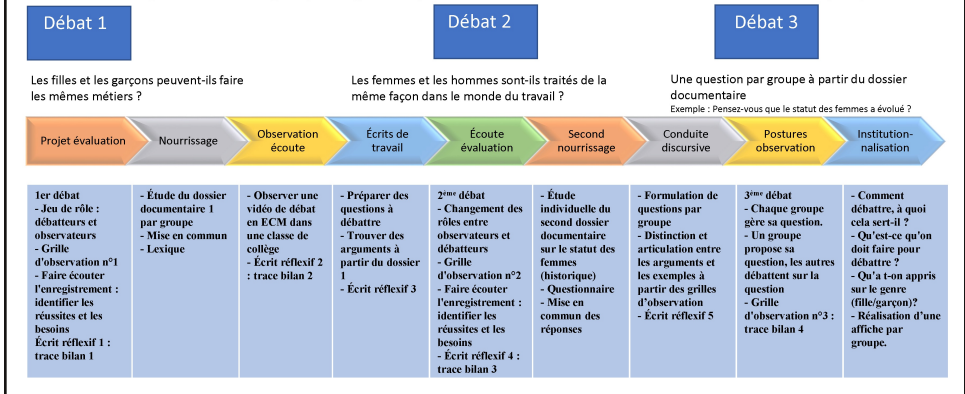 Débat 1
Débat 2
Débat 3
Les filles et les garçons peuvent-ils faire
les mêmes métiers ?
Les femmes et les hommes sont-ils traités de la
même façon dans le monde du travail ?
Une question par groupe à partir du dossier
documentaire
Exemple : Pensez-vous que le statut des femmes a évolué ?
Projet évaluation
Nourrissage
Observation
écoute
Écrits de
travail
Écoute
évaluation
Second
nourrissage
Conduite
discursive
Postures
observation
Institution-
nalisation
1er débat
- Jeu de rôle :
débatteurs et
observateurs
- Grille
d'observation n°1
- Faire écouter
l'enregistrement :
identifier les
réussites et les
besoins
Écrit réflexif 1 :
trace bilan 1
- Étude du dossier
documentaire 1
par groupe
- Mise en commun
- Lexique
- Observer une
vidéo de débat
en ECM dans
une classe de
collège
- Écrit réflexif 2
: trace bilan 2
- Préparer des
questions à
débattre
- Trouver des
arguments à
partir du dossier
1
- Écrit réflexif 3
2ème débat
- Changement des
rôles entre
observateurs et
débatteurs
- Grille
d'observation n°2
- Faire écouter
l'enregistrement :
identifier les
réussites et les
besoins
- Écrit réflexif 4 :
trace bilan 3
- Étude
individuelle du
second dossier
documentaire
sur le statut des
femmes
(historique)
- Questionnaire
- Mise en
commun des
réponses
- Formulation de
questions par
groupe
- Distinction et
articulation entre
les arguments et
les exemples à
partir des grilles
d'observation
- Écrit réflexif 5
3ème débat
- Chaque groupe
gère sa question.
- Un groupe
propose sa
question, les autres
débattent sur la
question
- Grille
d'observation n°3 :
trace bilan 4
- Comment
débattre, à quoi
cela sert-il ?
- Qu'est-ce qu'on
doit faire pour
débattre ?
- Qu'a t-on appris
sur le genre
(fille/garçon)?
- Réalisation d'une
affiche par
groupe.